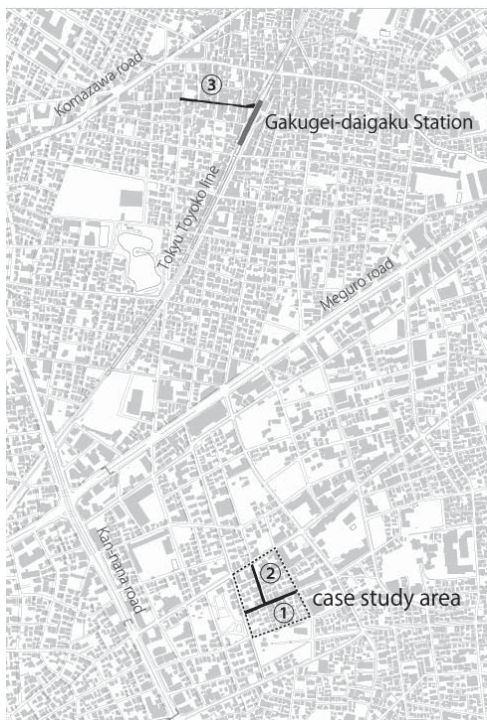 Komazawa road
③
Gakugei-daigaku Station
Tokyu Toyoko line
Meguro road
Kan-nana road
②
①
case study area